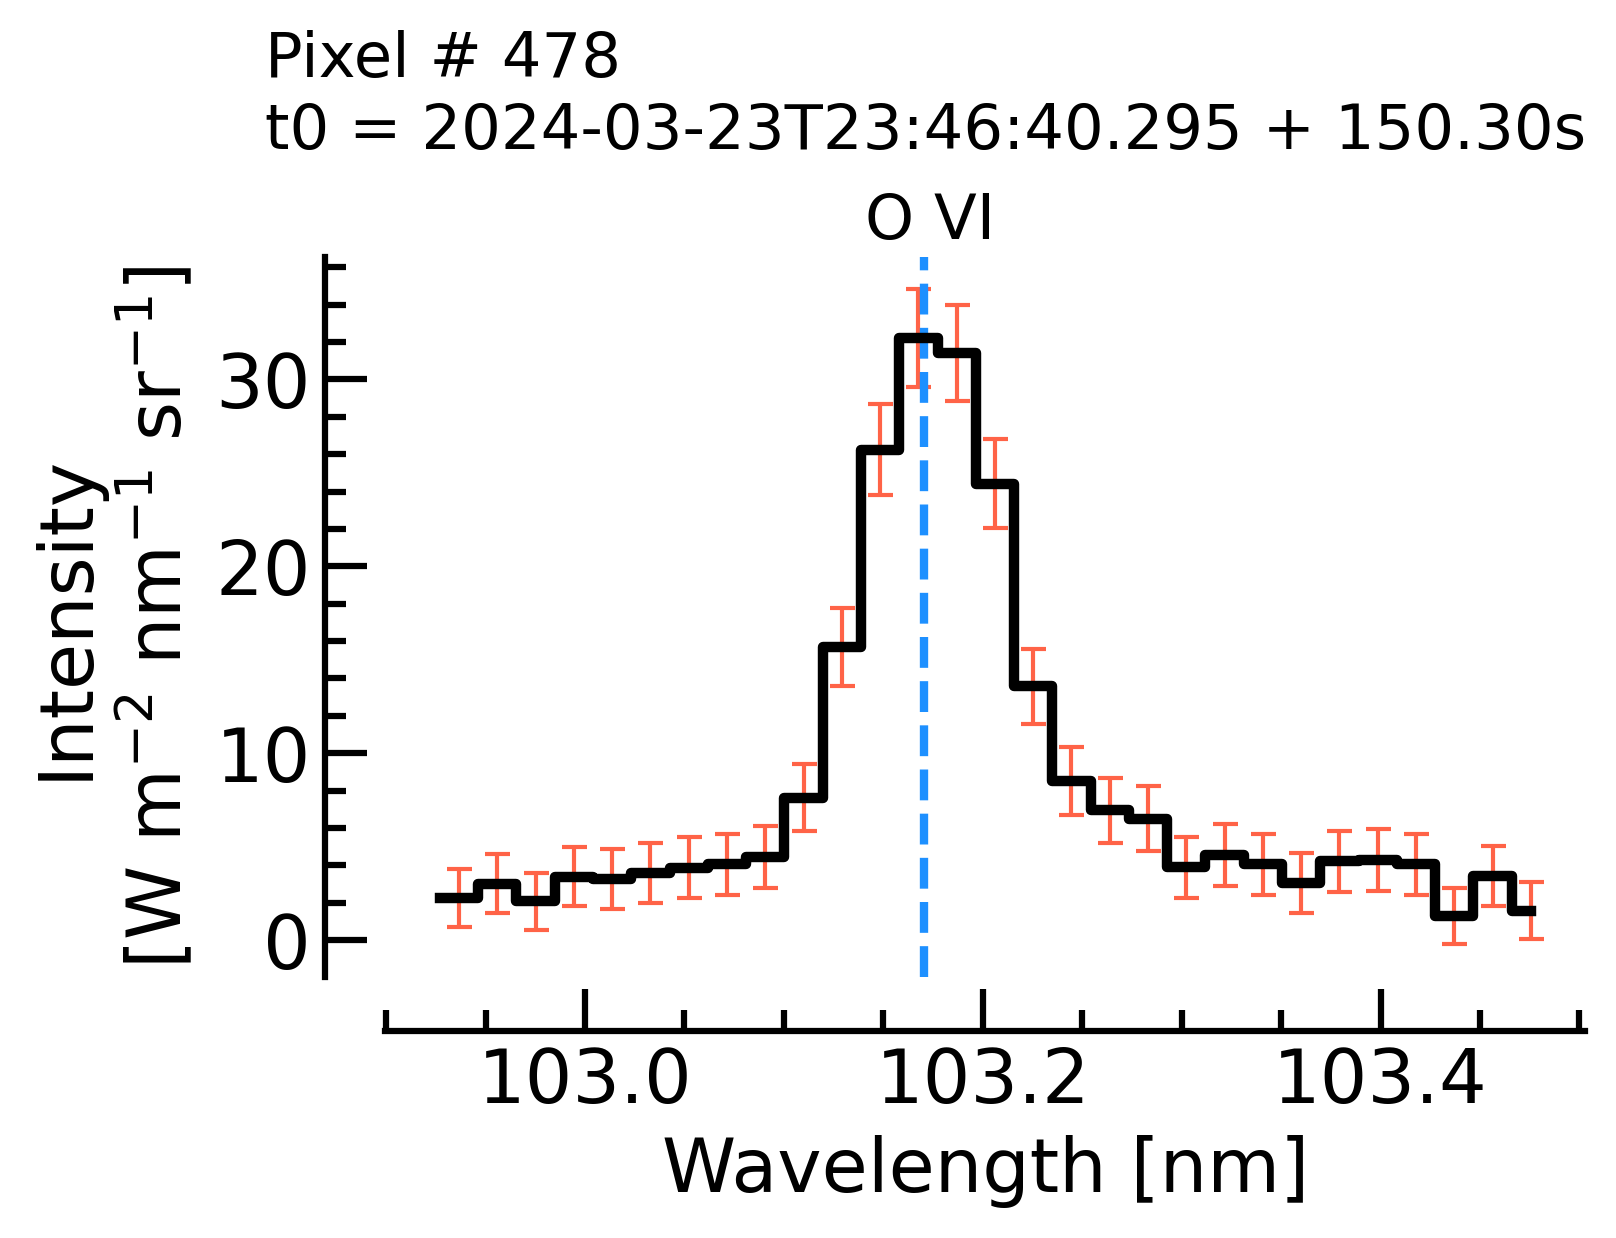 Pixel # 478
t0 = 2024-03-23T23:46:40.295 + 150.30s
O VI
Intensity
[W m⁻² nm⁻¹ sr⁻¹]
30
20
10
0
103.0 103.2 103.4
Wavelength [nm]